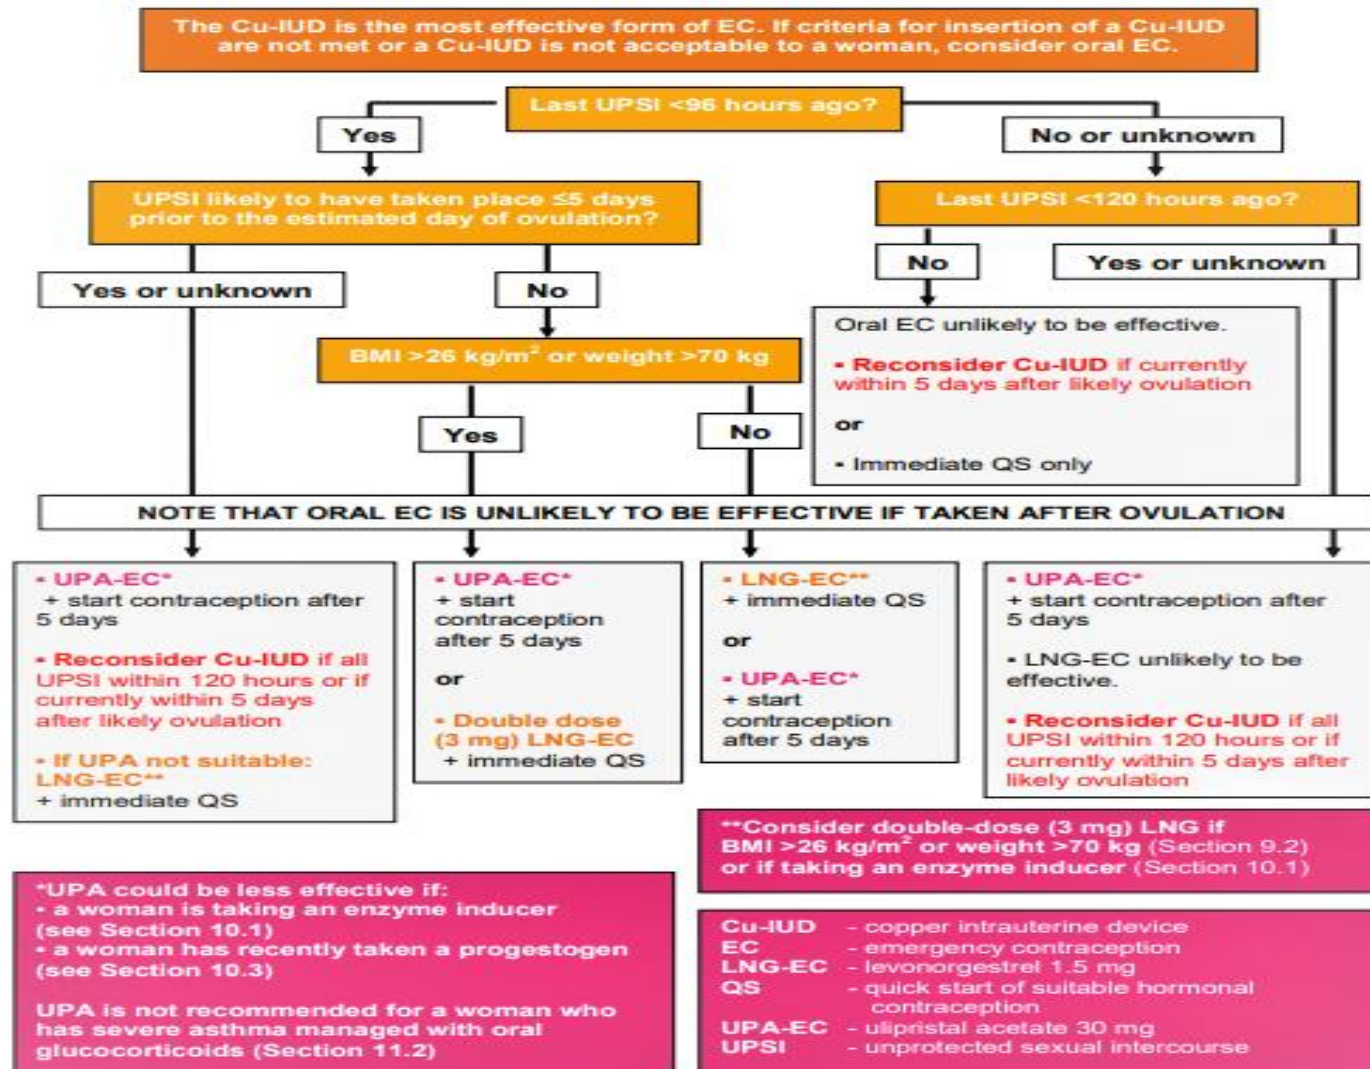 The Cu-IUD is the most effective form of EC. If criteria for insertion of a Cu-IUD
are not met or a Cu-IUD is not acceptable to a woman, consider oral EC.
Last UPSI <96 hours ago?
Yes
No or unknown
UPSI likely to have taken place ≤5 days
prior to the estimated day of ovulation?
Last UPSI <120 hours ago?
Yes or unknown
No
No
Yes or unknown
BMI >26 kg/m² or weight >70 kg
Yes
No
Oral EC unlikely to be effective.
▪ Reconsider Cu-IUD if currently
within 5 days after likely ovulation
or
▪ Immediate QS only
NOTE THAT ORAL EC IS UNLIKELY TO BE EFFECTIVE IF TAKEN AFTER OVULATION
▪ UPA-EC*
+ start contraception after
5 days
▪ Reconsider Cu-IUD if all
UPSI within 120 hours or if
currently within 5 days
after likely ovulation
▪ If UPA not suitable:
LNG-EC**
+ immediate QS
▪ UPA-EC*
+ start
contraception
after 5 days
or
▪ Double dose
(3 mg) LNG-EC
+ immediate QS
▪ LNG-EC**
+ immediate QS
or
▪ UPA-EC*
+ start
contraception
after 5 days
▪ UPA-EC*
+ start contraception after
5 days
▪ LNG-EC unlikely to be
effective.
▪ Reconsider Cu-IUD if all
UPSI within 120 hours or if
currently within 5 days after
likely ovulation
**Consider double-dose (3 mg) LNG if
BMI >26 kg/m² or weight >70 kg (Section 9.2)
or if taking an enzyme inducer (Section 10.1)
*UPA could be less effective if:
• a woman is taking an enzyme inducer
(see Section 10.1)
• a woman has recently taken a progestogen
(see Section 10.3)
UPA is not recommended for a woman who
has severe asthma managed with oral
glucocorticoids (Section 11.2)
Cu-IUD - copper intrauterine device
EC - emergency contraception
LNG-EC - levonorgestrel 1.5 mg
QS - quick start of suitable hormonal
contraception
UPA-EC - ulipristal acetate 30 mg
UPSI - unprotected sexual intercourse